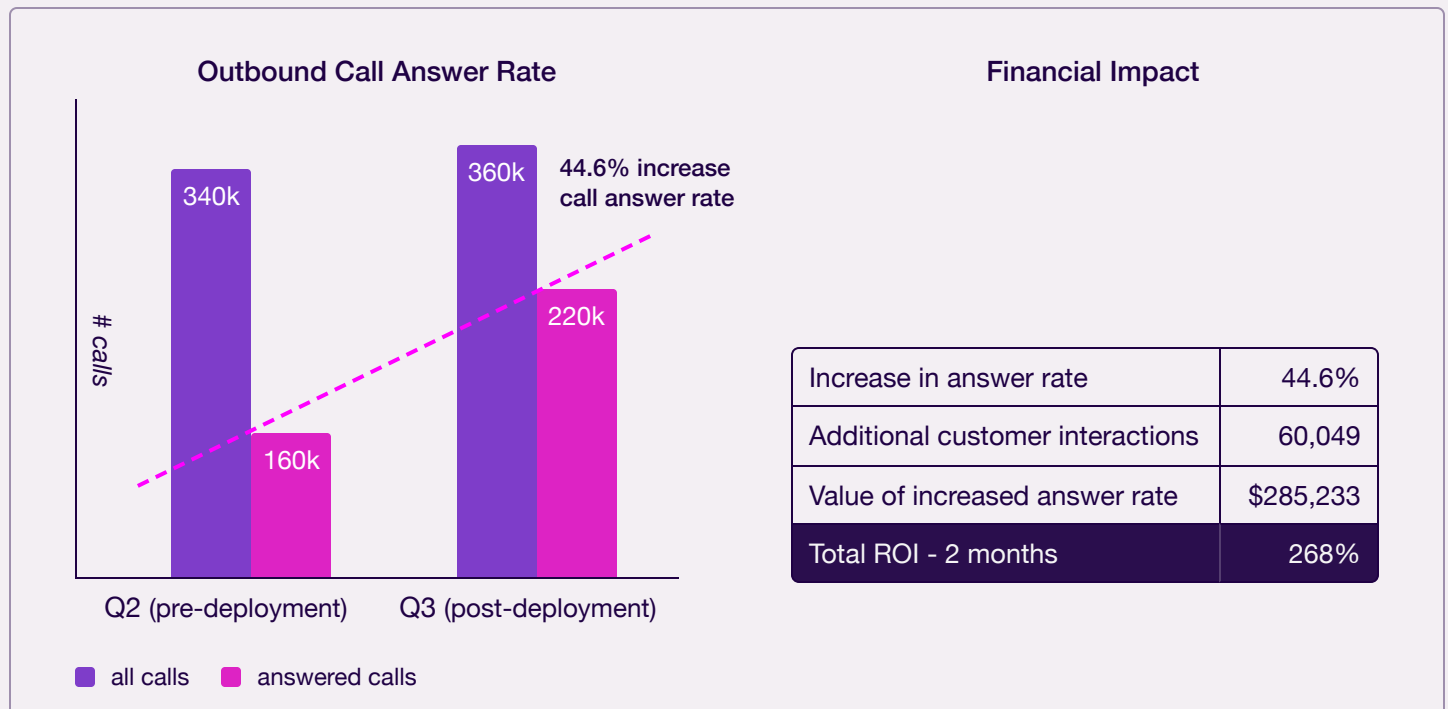 Outbound Call Answer Rate
340k
360k
44.6% increase
call answer rate
160k
220k
# calls
Q2 (pre-deployment)
Q3 (post-deployment)
all calls
answered calls
Financial Impact
Increase in answer rate 44.6%
Additional customer interactions 60,049
Value of increased answer rate $285,233
Total ROI - 2 months 268%